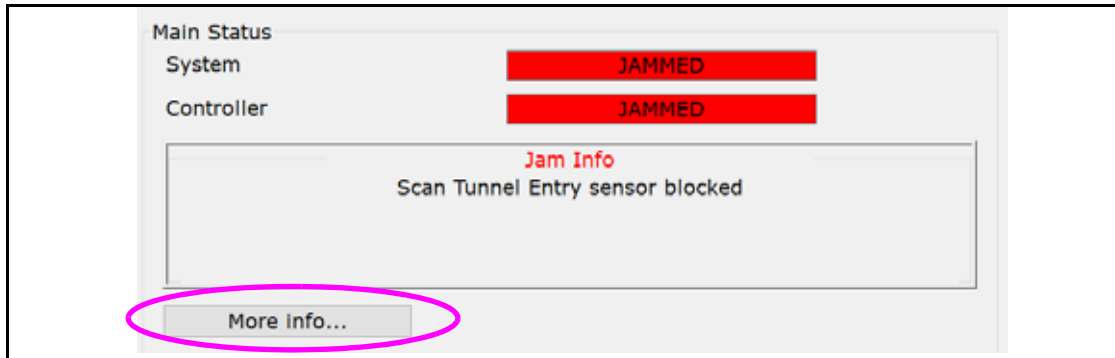 Main Status
System JAMMED
Controller JAMMED
Jam Info
Scan Tunnel Entry sensor blocked
More info...